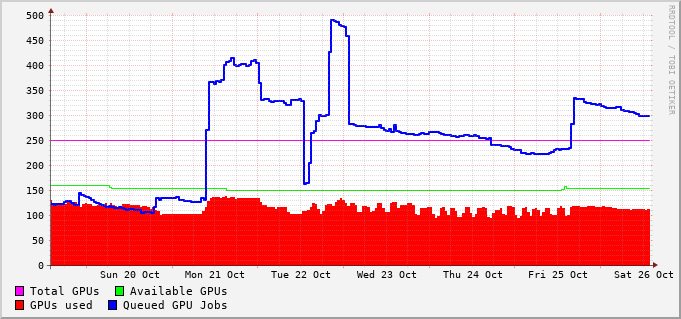 500
450
400
350
300
250
200
150
100
50
0
Sun 20 Oct Mon 21 Oct Tue 22 Oct Wed 23 Oct Thu 24 Oct Fri 25 Oct Sat 26 Oct
Total GPUs Available GPUs
GPUs used Queued GPU Jobs
RRDTOOL / TOBI OETIKER